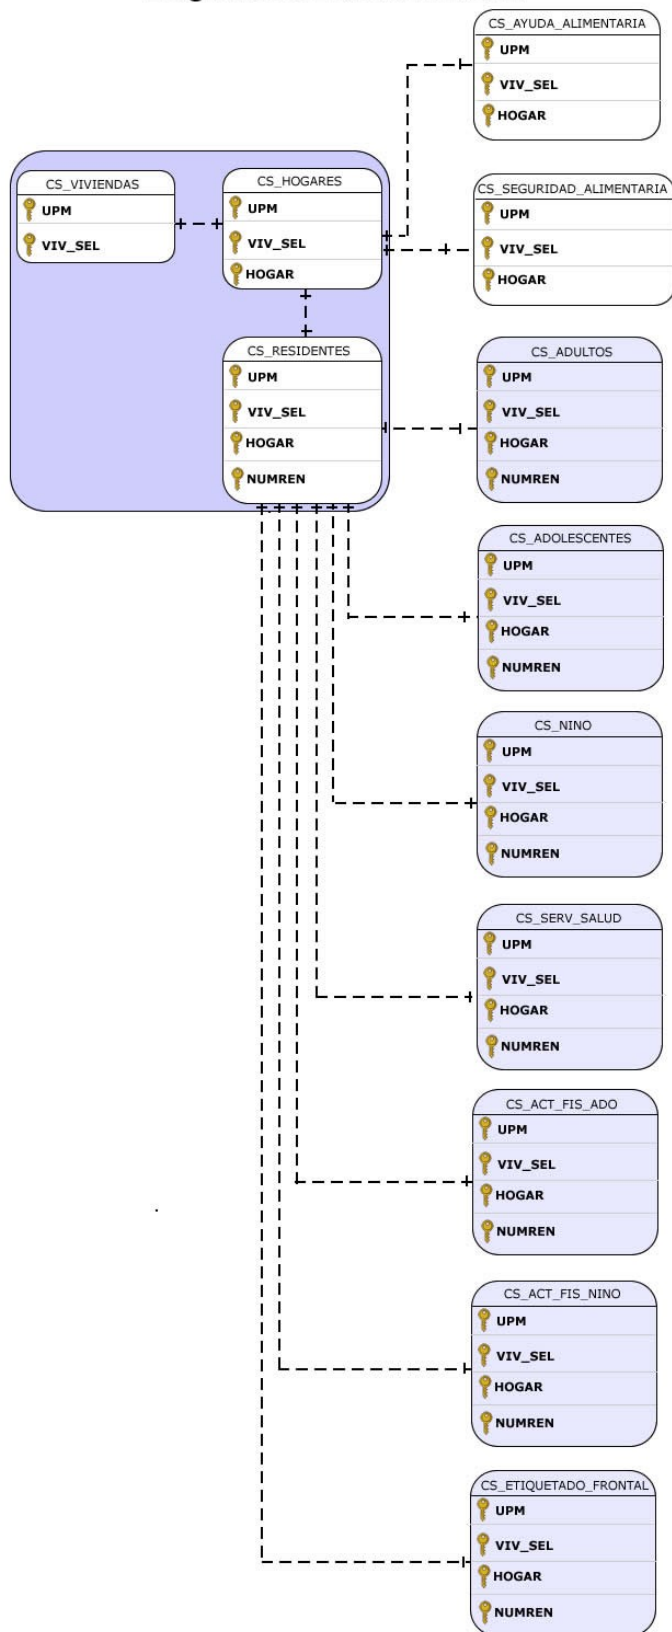 CS_AYUDA_ALIMENTARIA
UPM
VIV_SEL
HOGAR
CS_VIVIENDAS
UPM
VIV_SEL
CS_HOGARES
UPM
VIV_SEL
HOGAR
CS_SEGURIDAD_ALIMENTARIA
UPM
VIV_SEL
HOGAR
CS_RESIDENTES
UPM
VIV_SEL
HOGAR
NUMREN
CS_ADULTOS
UPM
VIV_SEL
HOGAR
NUMREN
CS_ADOLESCENTES
UPM
VIV_SEL
HOGAR
NUMREN
CS_NINO
UPM
VIV_SEL
HOGAR
NUMREN
CS_SERV_SALUD
UPM
VIV_SEL
HOGAR
NUMREN
CS_ACT_FIS_ADO
UPM
VIV_SEL
HOGAR
NUMREN
CS_ACT_FIS_NINO
UPM
VIV_SEL
HOGAR
NUMREN
CS_ETIQUETADO_FRONTAL
UPM
VIV_SEL
HOGAR
NUMREN